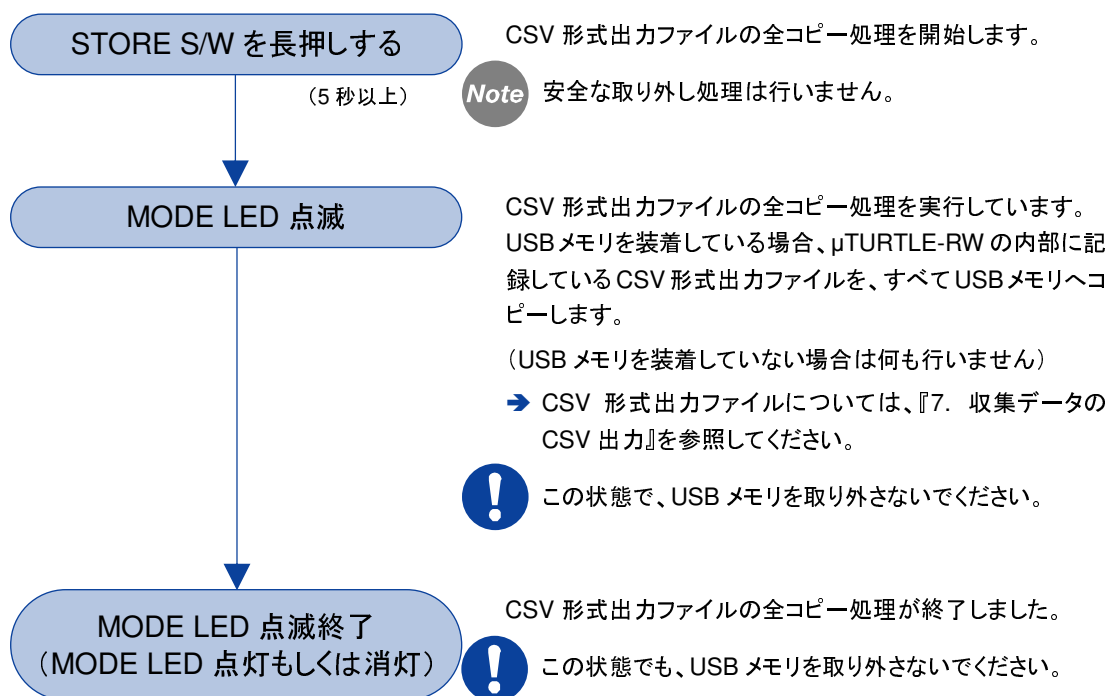 STORE S/W を長押しする
（5 秒以上）
CSV 形式出力ファイルの全コピー処理を開始します。
Note 安全な取り外し処理は行いません。
MODE LED 点滅
CSV 形式出力ファイルの全コピー処理を実行しています。
USBメモリを装着している場合、µTURTLE-RW の内部に記
録している CSV 形式出力ファイルを、すべて USBメモリへコ
ピーします。
（USB メモリを装着していない場合は何も行いません）
➔ CSV 形式出力ファイルについては、『7. 収集データの
CSV 出力』を参照してください。
この状態で、USB メモリを取り外さないでください。
MODE LED 点滅終了
（MODE LED 点灯もしくは消灯）
CSV 形式出力ファイルの全コピー処理が終了しました。
この状態でも、USB メモリを取り外さないでください。